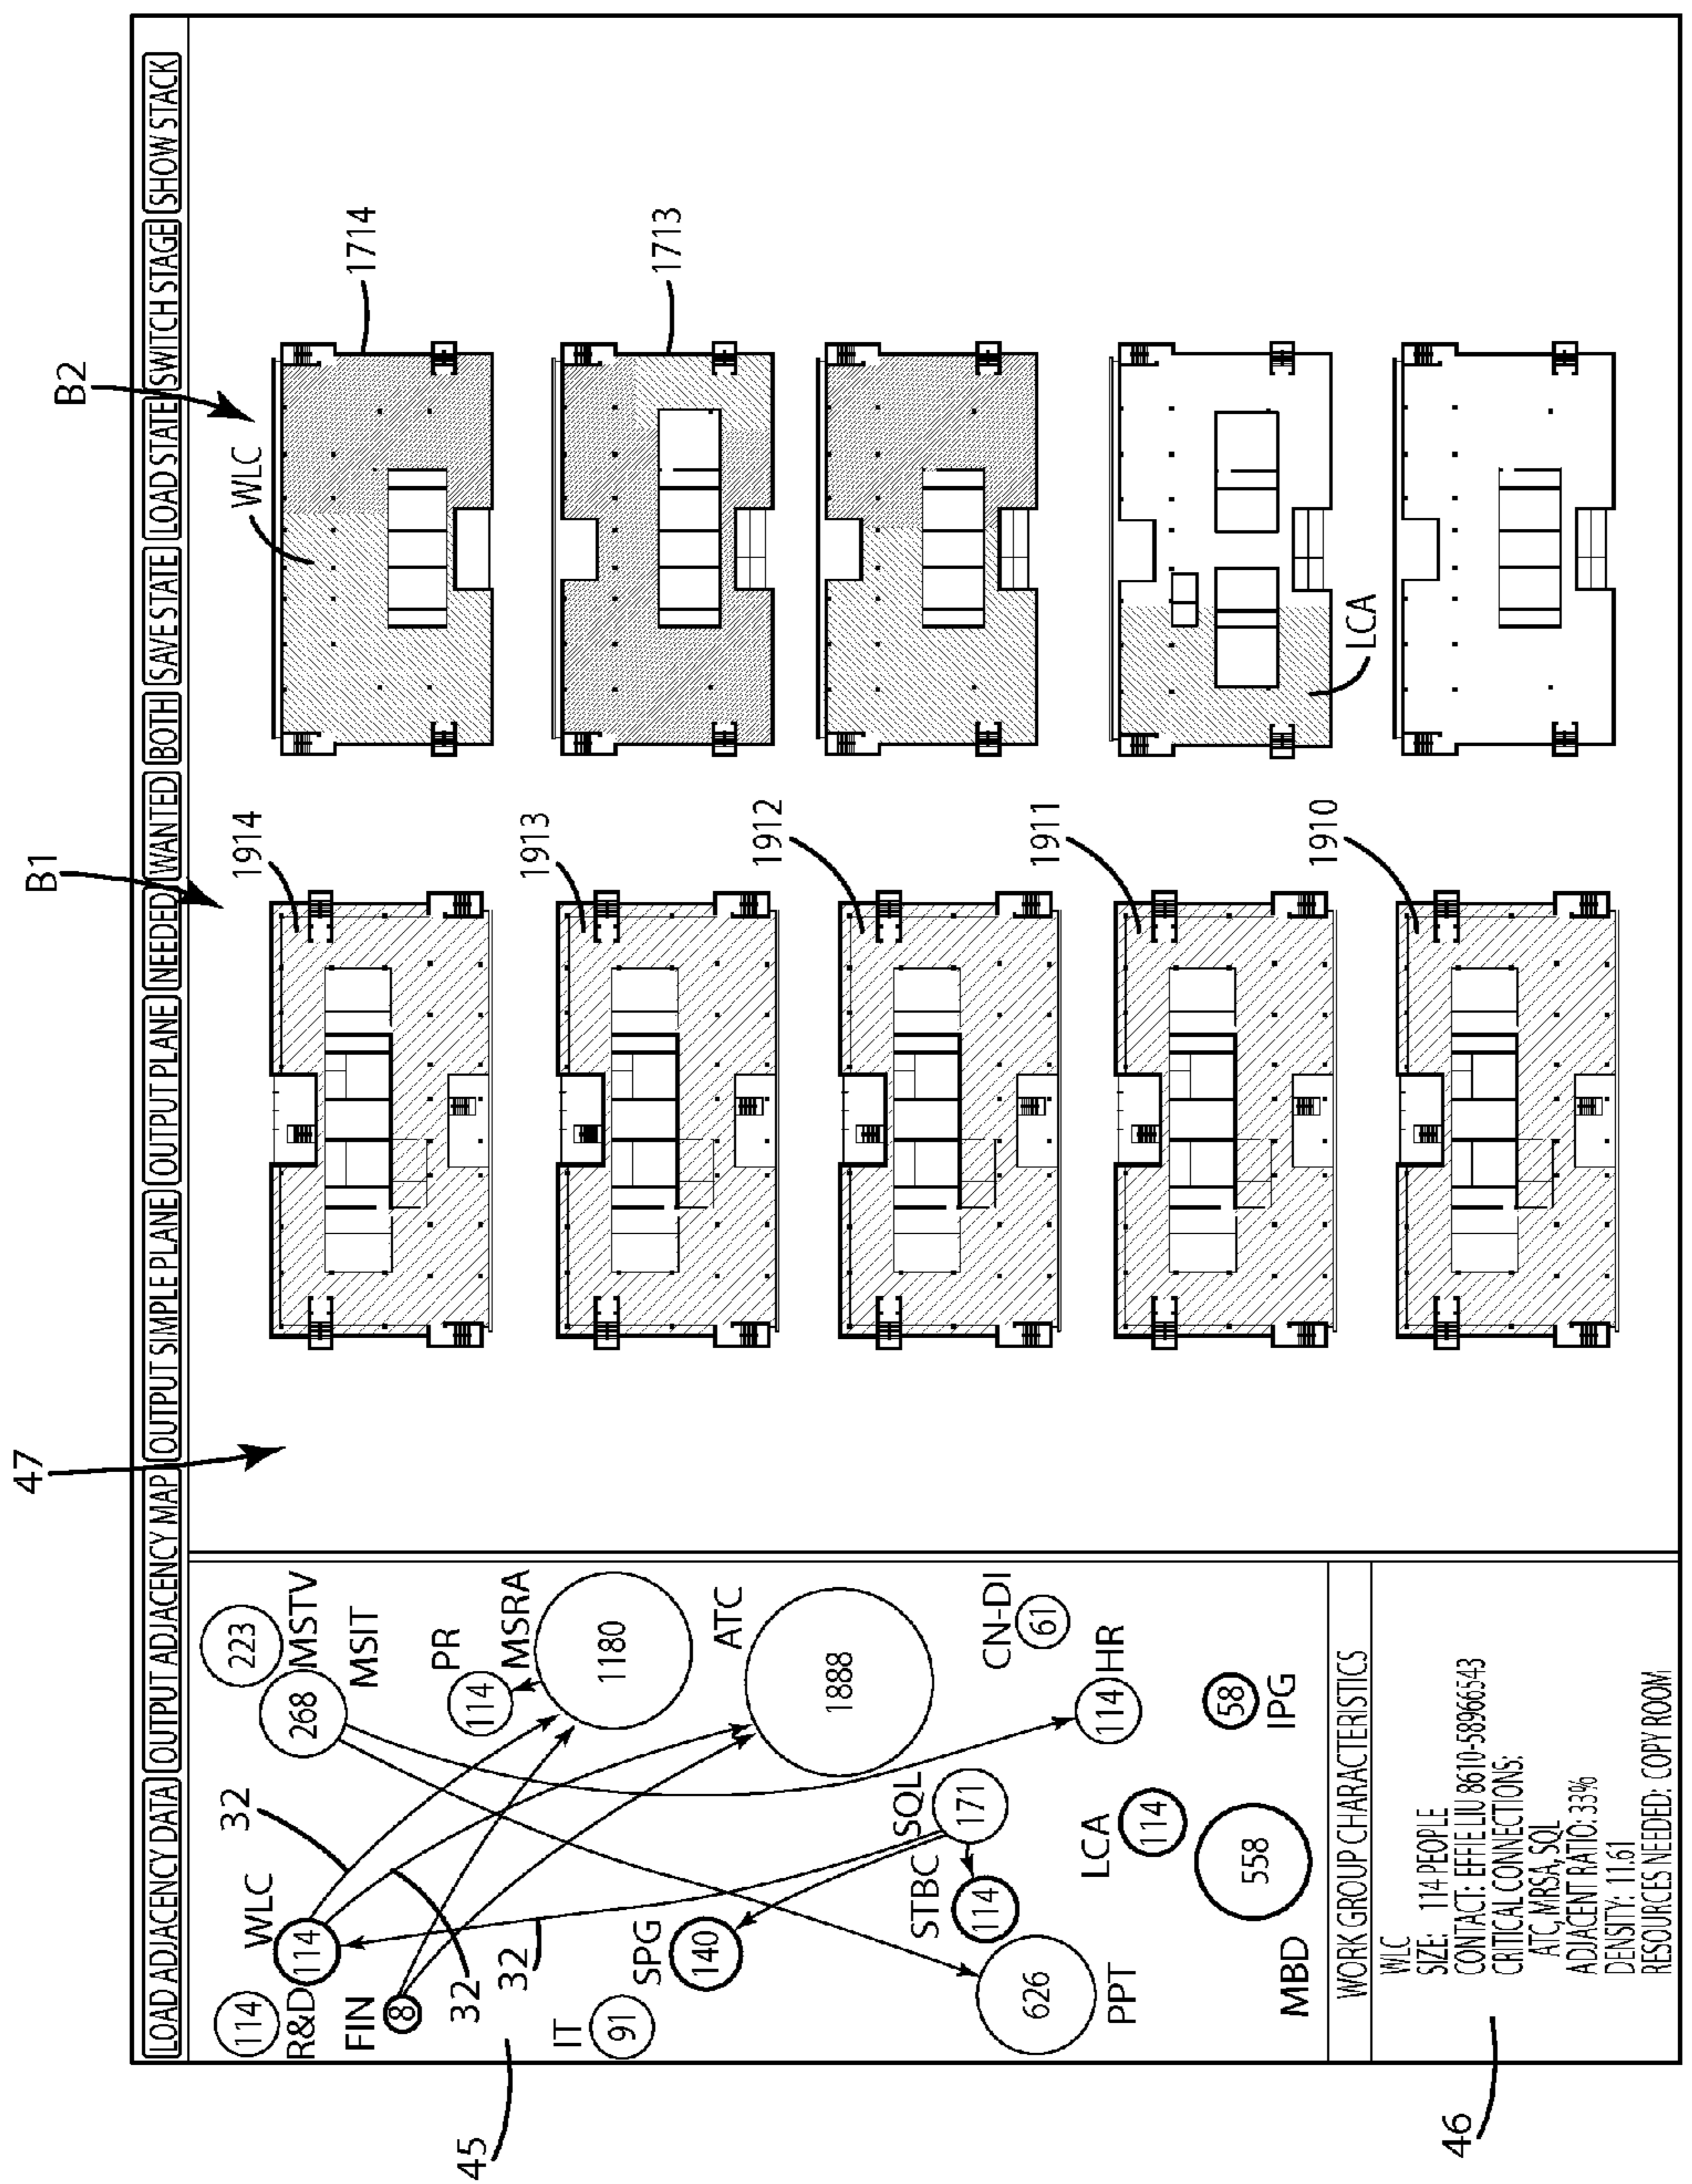 47
B1
B2
LOAD ADJACENCY DATA OUTPUT ADJACENCY MAP OUTPUT SIMPLE PLANE OUTPUT PLANE NEEDED WANTED BOTH SAVE STATE LOAD STATE SWITCH STAGE SHOW STACK
114
R&D
WLC
114
32
268
223
MSTV
MSIT
FIN
8
32
32
PR
114
MSRA
1180
IT
91
SPG
140
ATC
1888
STBC
114
SQL
171
CN-DI
61
626
PPT
LCA
114
114
HR
MBD
558
58
IPG
45
WORK GROUP CHARACTERISTICS
WLC
SIZE: 114 PEOPLE
CONTACT: EFFIE LIU 8610-58966543
CRITICAL CONNECTIONS:
ATC, MRSA, SQL
ADJACENT RATIO: 33%
DENSITY: 11.61
RESOURCES NEEDED: COPY ROOM
46
1914
1913
1912
1911
1910
WLC
1714
1713
LCA